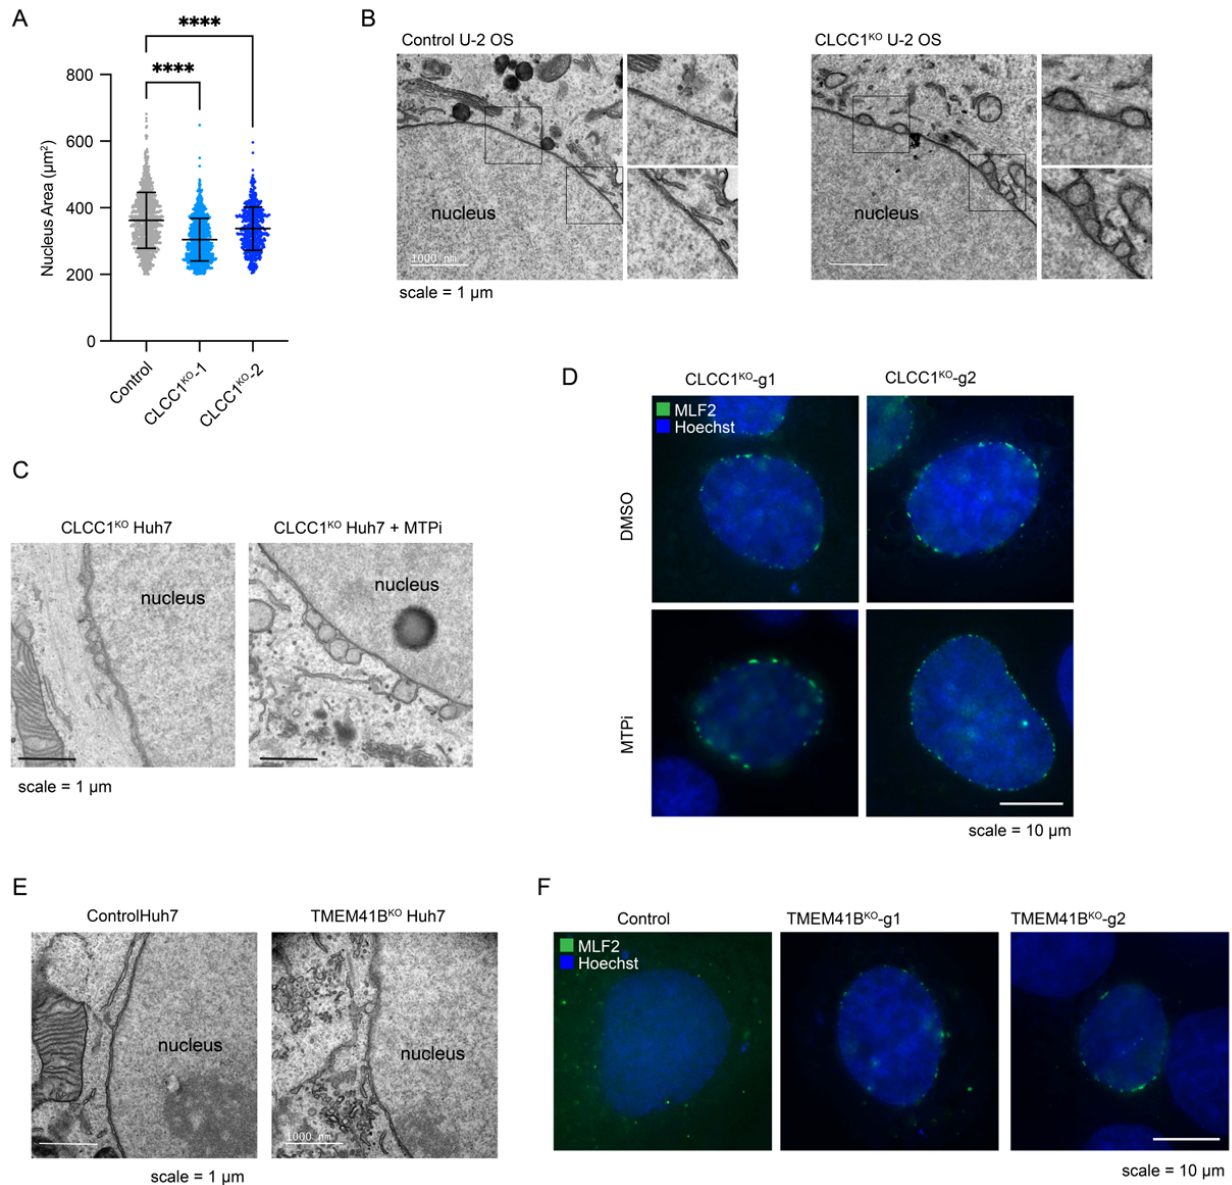 A
****
****
800
600
400
200
0
Nucleus Area (µm²)
Control
CLCC1ᴷᴼ-1
CLCC1ᴷᴼ-2
B
Control U-2 OS
nucleus
1000 nm
scale = 1 µm
CLCC1ᴷᴼ U-2 OS
nucleus
C
CLCC1ᴷᴼ Huh7
nucleus
CLCC1ᴷᴼ Huh7 + MTPi
nucleus
scale = 1 µm
D
CLCC1ᴷᴼ-g1
CLCC1ᴷᴼ-g2
MLF2
Hoechst
DMSO
MTPi
scale = 10 µm
E
ControlHuh7
nucleus
TMEM41Bᴷᴼ Huh7
nucleus
1000 nm
scale = 1 µm
F
Control
TMEM41Bᴷᴼ-g1
TMEM41Bᴷᴼ-g2
MLF2
Hoechst
scale = 10 µm